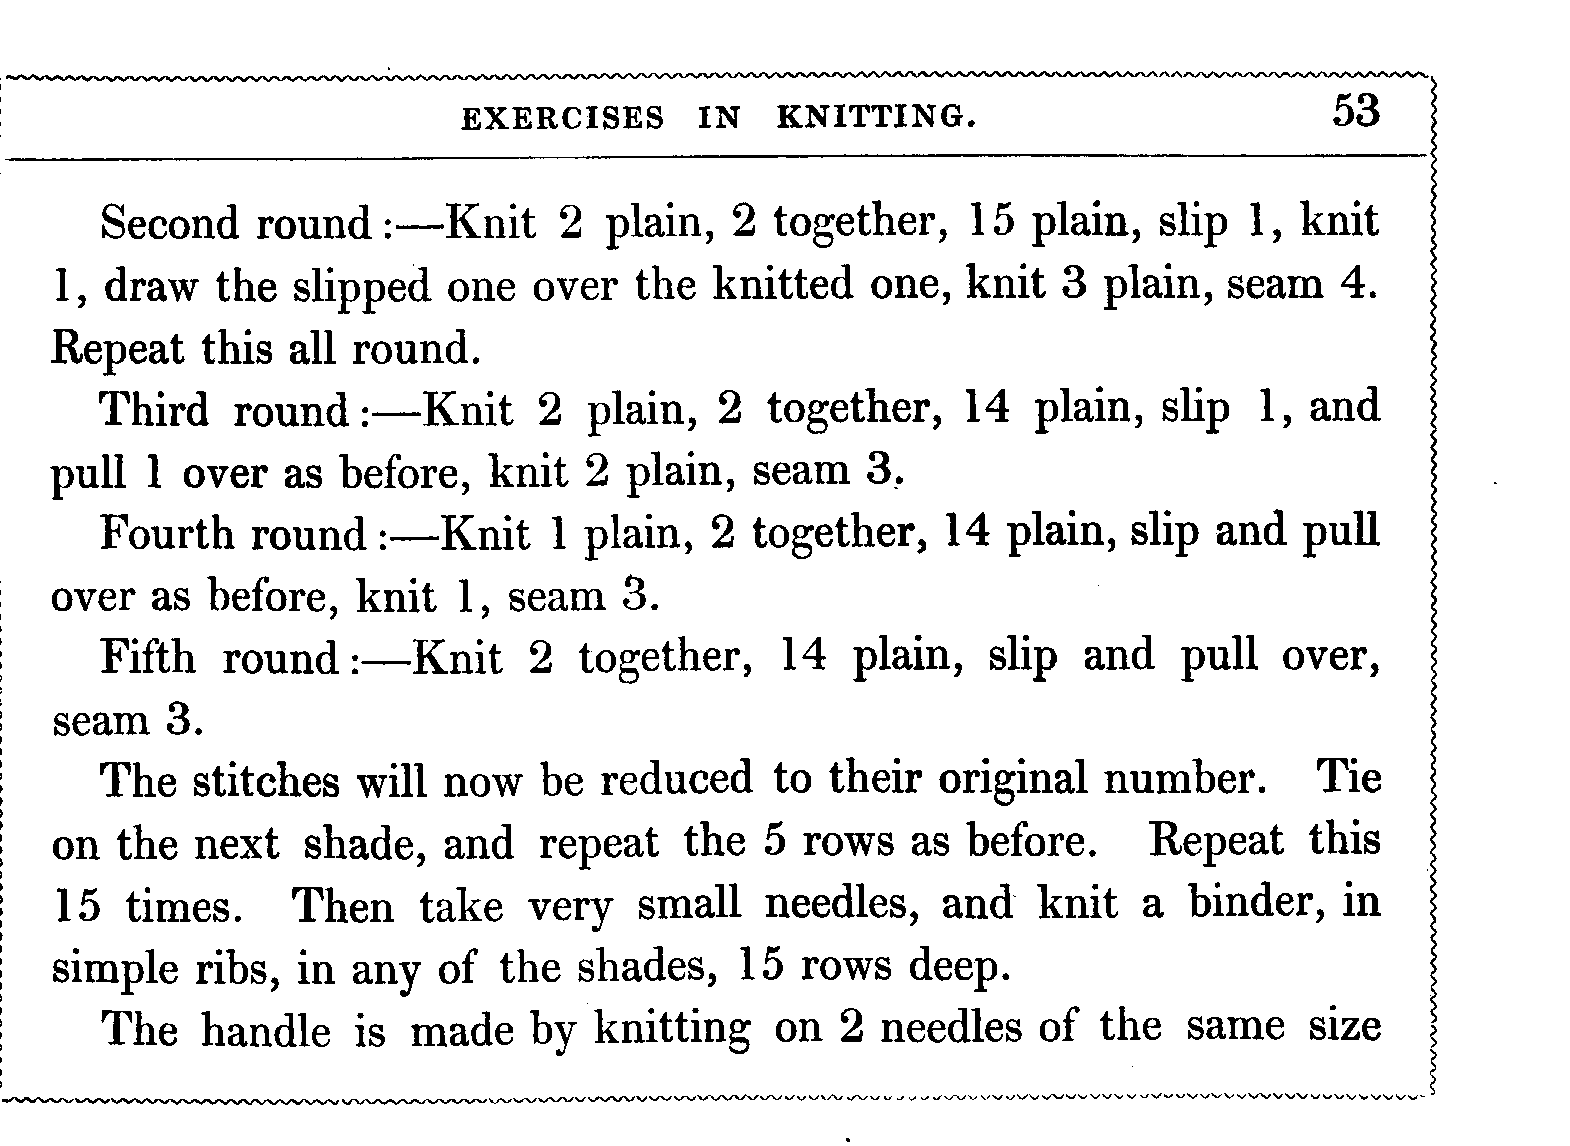 EXERCISES IN KNITTING. 53
Second round:—Knit 2 plain, 2 together, 15 plain, slip 1, knit
1, draw the slipped one over the knitted one, knit 3 plain, seam 4.
Repeat this all round.
Third round:—Knit 2 plain, 2 together, 14 plain, slip 1, and
pull 1 over as before, knit 2 plain, seam 3.
Fourth round:—Knit 1 plain, 2 together, 14 plain, slip and pull
over as before, knit 1, seam 3.
Fifth round:—Knit 2 together, 14 plain, slip and pull over,
seam 3.
The stitches will now be reduced to their original number. Tie
on the next shade, and repeat the 5 rows as before. Repeat this
15 times. Then take very small needles, and knit a binder, in
simple ribs, in any of the shades, 15 rows deep.
The handle is made by knitting on 2 needles of the same size